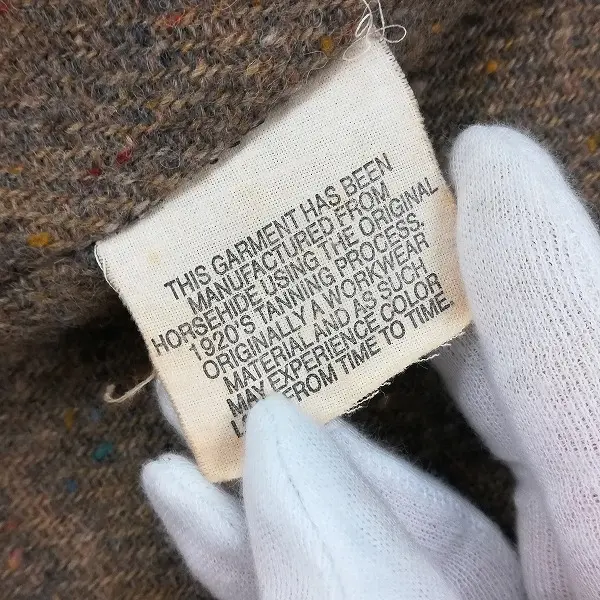 THIS GARMENT HAS BEEN
MANUFACTURED FROM
HORSEHIDE USING THE ORIGINAL
1920'S TANNING PROCESS.
ORIGINALLY A WORKWEAR
MATERIAL AND AS SUCH
MAY EXPERIENCE COLOR
FROM TIME TO TIME.